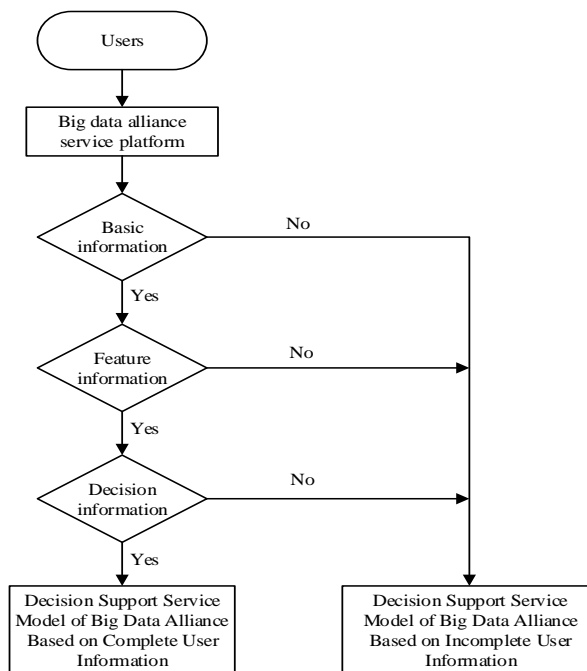 Users
Big data alliance
service platform
Basic
information
No
Yes
Feature
information
No
Yes
Decision
information
No
Yes
Decision Support Service
Model of Big Data Alliance
Based on Complete User
Information
Decision Support Service
Model of Big Data Alliance
Based on Incomplete User
Information